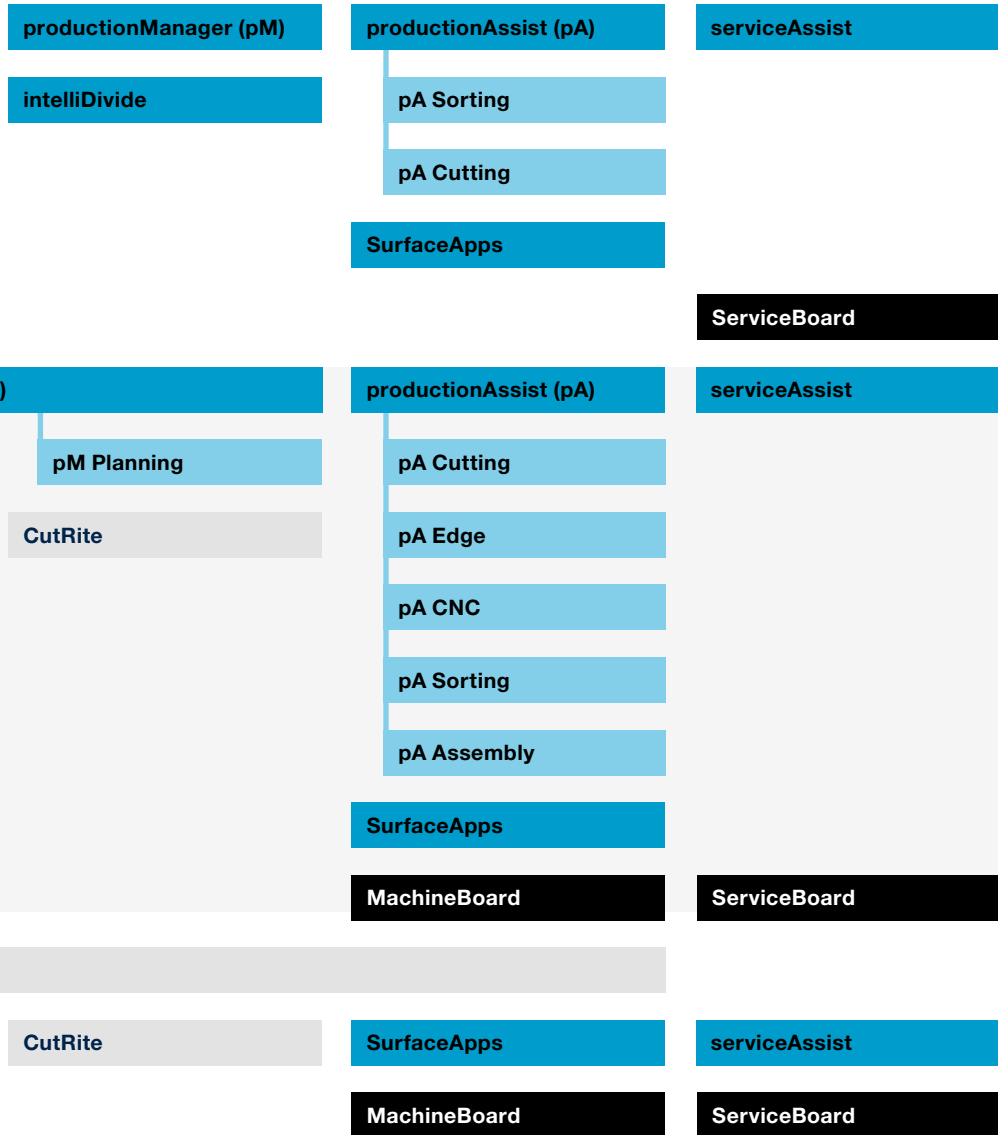 productionManager (pM)
productionAssist (pA)
serviceAssist
intelliDivide
pA Sorting
pA Cutting
SurfaceApps
ServiceBoard
)
productionAssist (pA)
serviceAssist
pM Planning
pA Cutting
CutRite
pA Edge
pA CNC
pA Sorting
pA Assembly
SurfaceApps
MachineBoard
ServiceBoard
CutRite
SurfaceApps
serviceAssist
MachineBoard
ServiceBoard